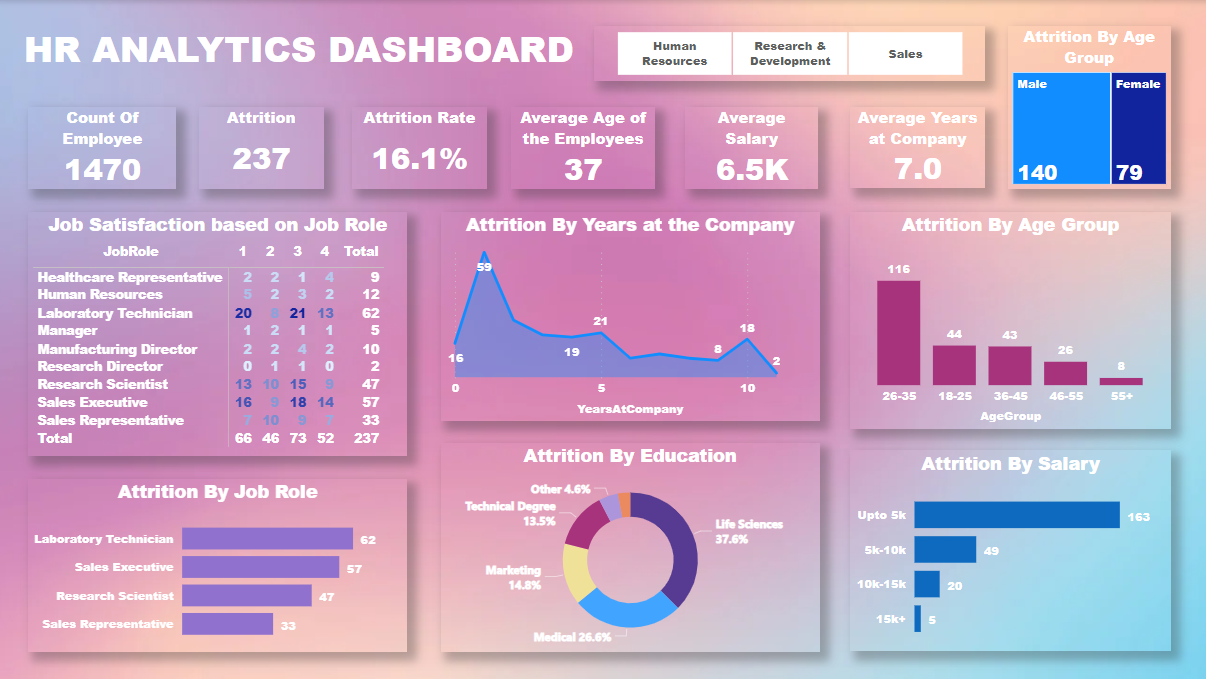 HR ANALYTICS DASHBOARD
Human
Resources
Research &
Development
Sales
Attrition By Age
Group
Male
Female
140
79
Count Of
Employee
1470
Attrition
237
Attrition Rate
16.1%
Average Age of
the Employees
37
Average
Salary
6.5K
Average Years
at Company
7.0
Job Satisfaction based on Job Role
JobRole 1 2 3 4 Total
Healthcare Representative 2 2 1 4 9
Human Resources 5 2 3 2 12
Laboratory Technician 20 8 21 13 62
Manager 1 2 1 1 5
Manufacturing Director 2 2 4 2 10
Research Director 0 1 1 0 2
Research Scientist 13 10 15 9 47
Sales Executive 16 9 18 14 57
Sales Representative 7 10 9 7 33
Total 66 46 73 52 237
Attrition By Years at the Company
59
16
19
21
8
18
2
0 5 10
YearsAtCompany
Attrition By Age Group
116
44
43
26
8
26-35 18-25 36-45 46-55 55+
AgeGroup
Attrition By Job Role
Laboratory Technician 62
Sales Executive 57
Research Scientist 47
Sales Representative 33
Attrition By Education
Other 4.6%
Technical Degree
13.5%
Life Sciences
37.6%
Marketing
14.8%
Medical 26.6%
Attrition By Salary
Upto 5k 163
5k-10k 49
10k-15k 20
15k+ 5